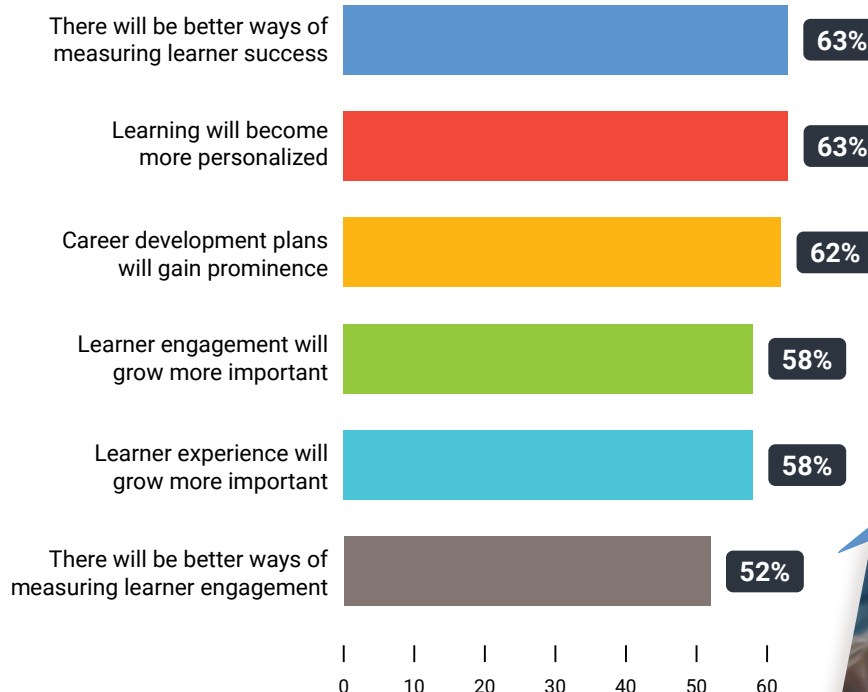 There will be better ways of
measuring learner success
63%
Learning will become
more personalized
63%
Career development plans
will gain prominence
62%
Learner engagement will
grow more important
58%
Learner experience will
grow more important
58%
There will be better ways of
measuring learner engagement
52%
0 10 20 30 40 50 60